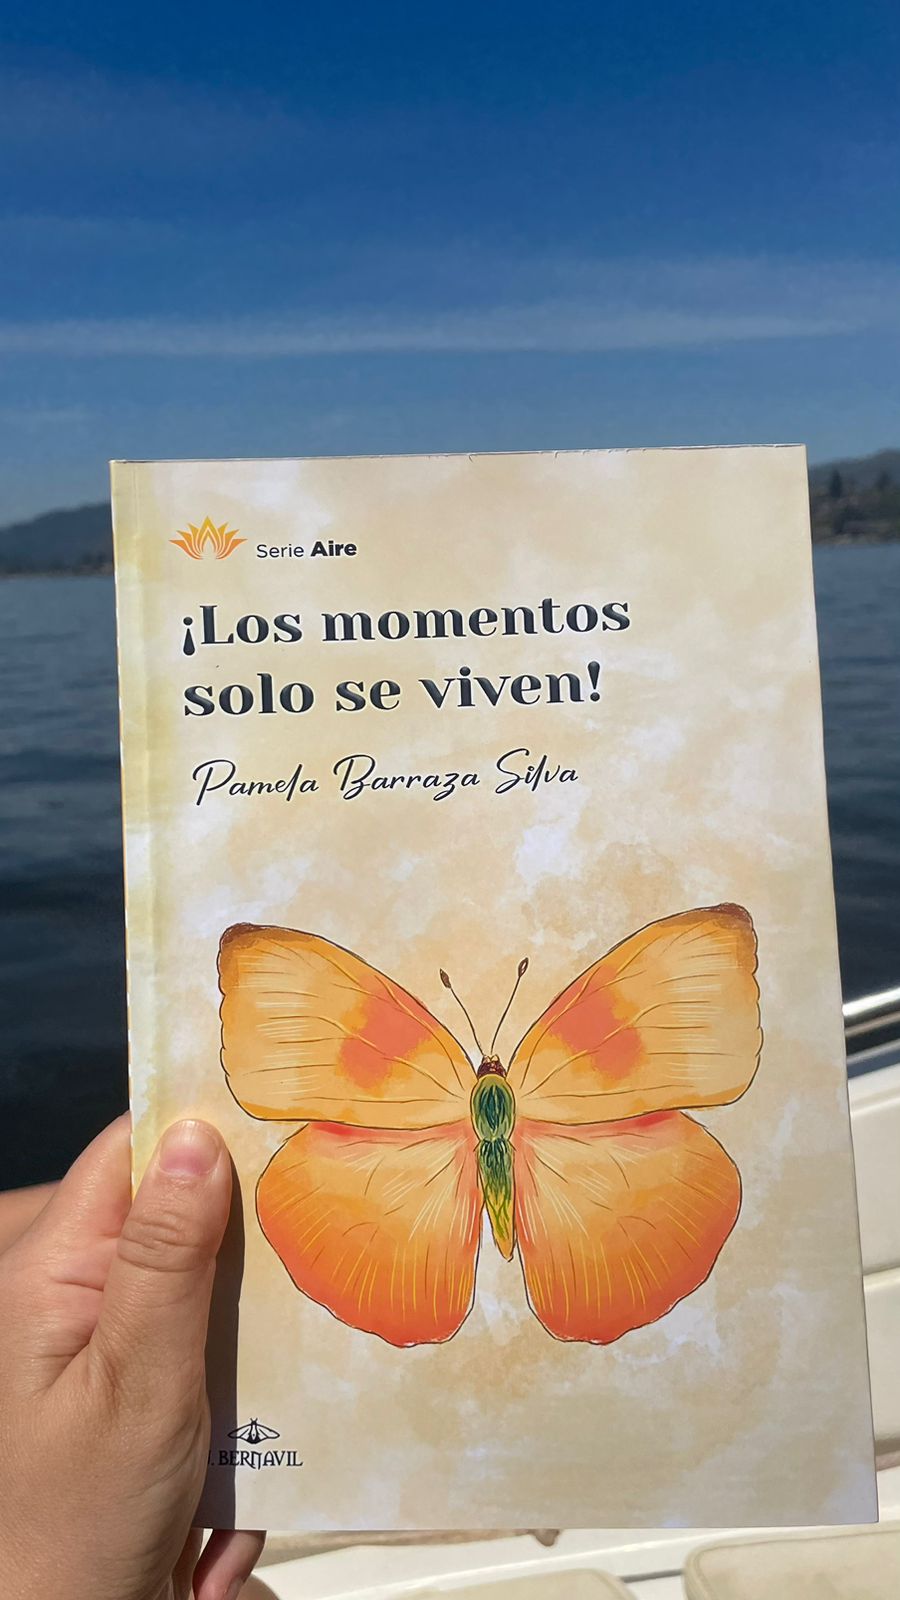 Serie Aire
¡Los momentos
solo se viven!
Pamela Barraza Silva
BERNAVIL